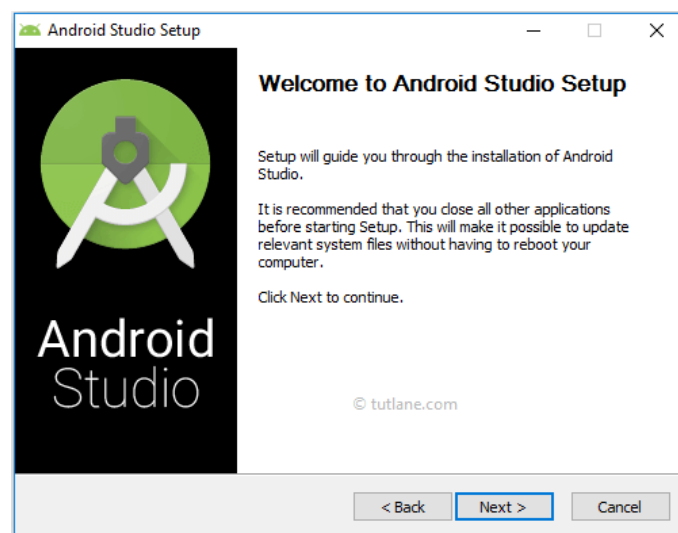 Android Studio Setup
Welcome to Android Studio Setup
Setup will guide you through the installation of Android
Studio.
It is recommended that you close all other applications
before starting Setup. This will make it possible to update
relevant system files without having to reboot your
computer.
Click Next to continue.
Android
Studio
© tutlane.com
< Back
Next >
Cancel